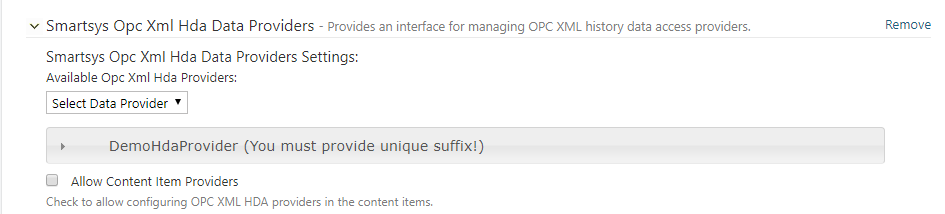 Smartsys Opc Xml Hda Data Providers - Provides an interface for managing OPC XML history data access providers. Remove
Smartsys Opc Xml Hda Data Providers Settings:
Available Opc Xml Hda Providers:
Select Data Provider
DemoHdaProvider (You must provide unique suffix!)
Allow Content Item Providers
Check to allow configuring OPC XML HDA providers in the content items.